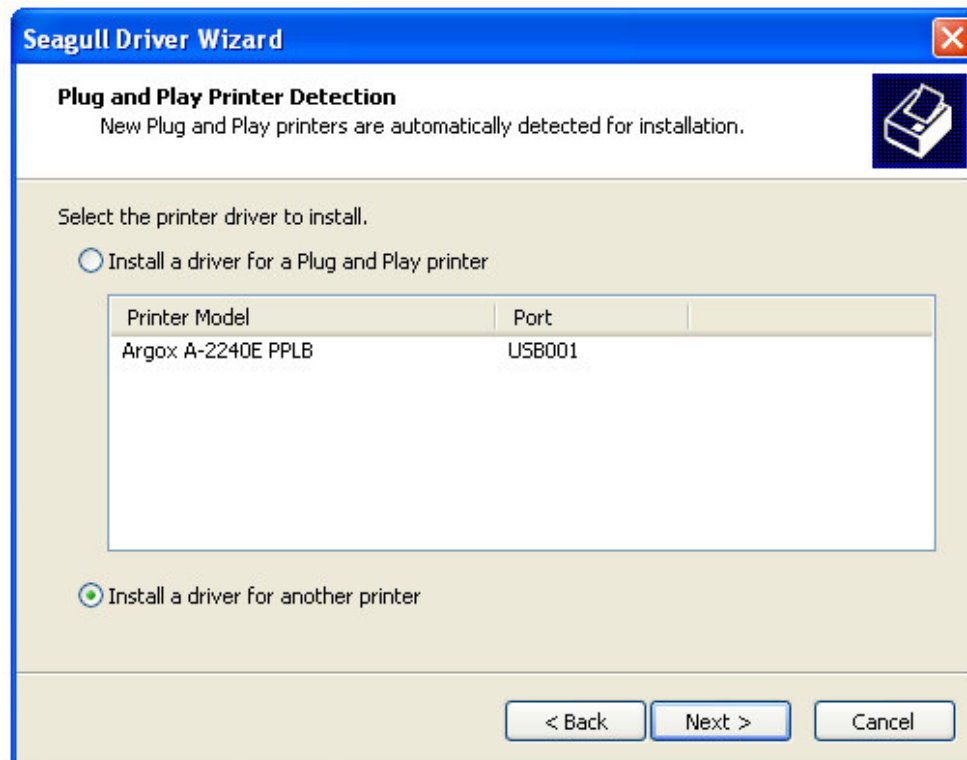 Seagull Driver Wizard
Plug and Play Printer Detection
New Plug and Play printers are automatically detected for installation.
Select the printer driver to install.
Install a driver for a Plug and Play printer
Printer Model Port
Argox A-2240E PPLB USB001
Install a driver for another printer
< Back Next > Cancel